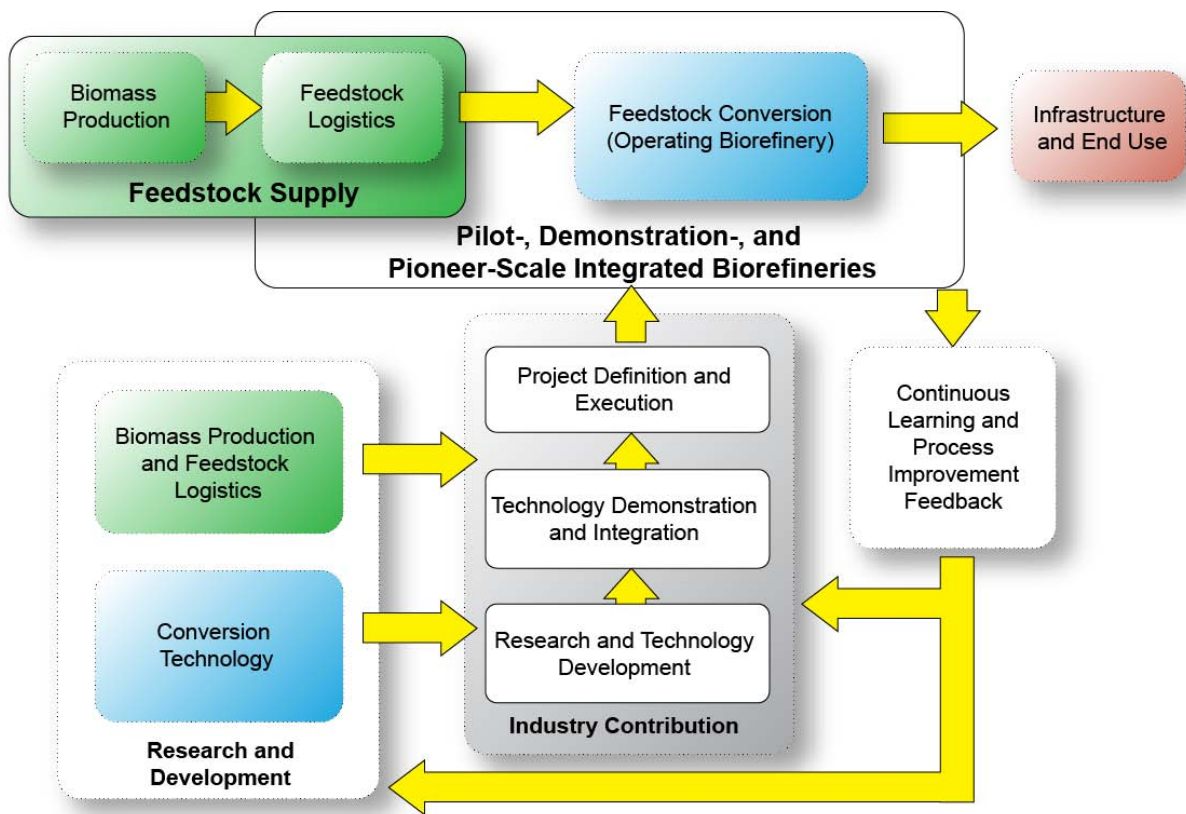 Biomass
Production
Feedstock
Logistics
Feedstock Supply
Feedstock Conversion
(Operating Biorefinery)
Infrastructure
and End Use
Pilot-, Demonstration-, and
Pioneer-Scale Integrated Biorefineries
Biomass Production
and Feedstock
Logistics
Conversion
Technology
Research and
Development
Project Definition and
Execution
Technology Demonstration
and Integration
Research and Technology
Development
Industry Contribution
Continuous
Learning and
Process
Improvement
Feedback